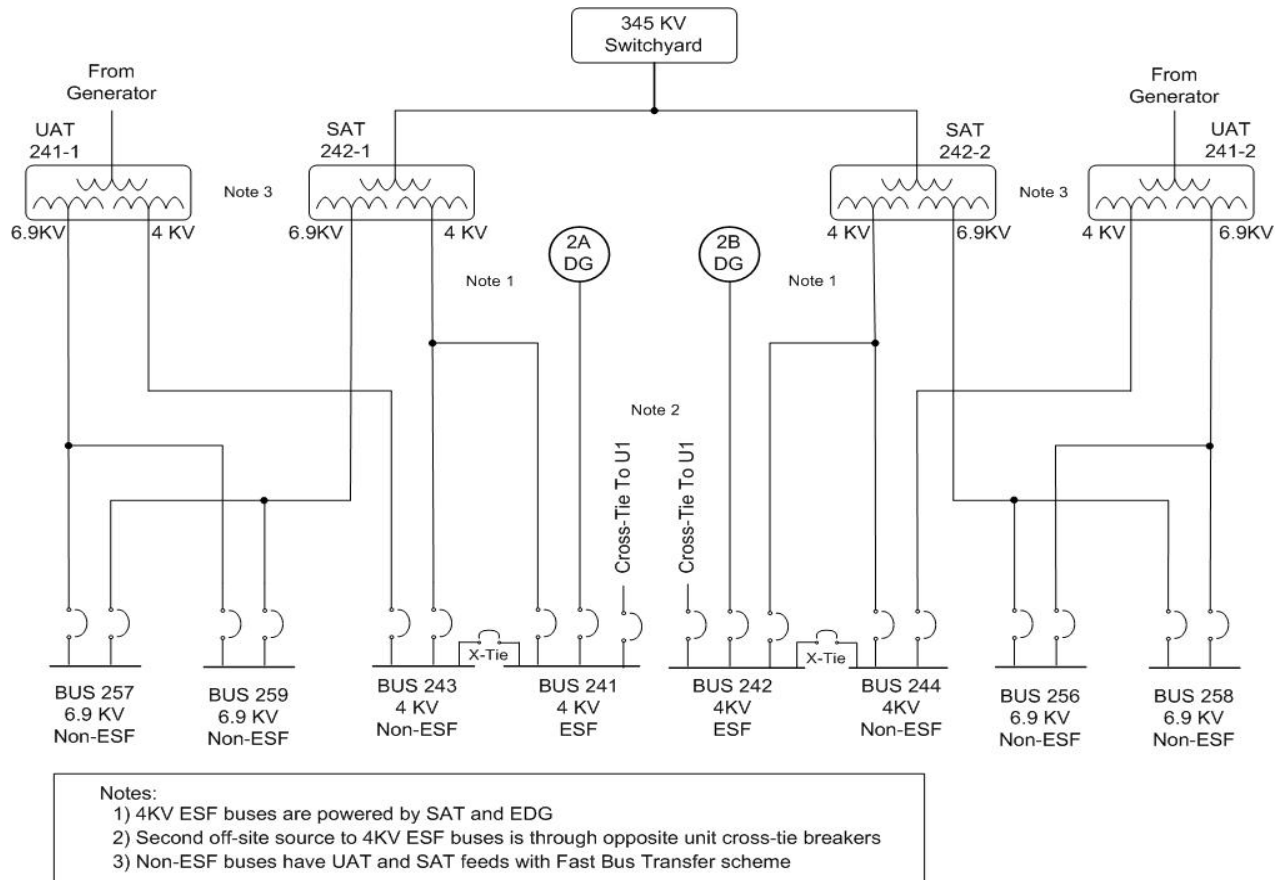 345 KV
Switchyard
From
Generator
From
Generator
UAT
241-1
SAT
242-1
SAT
242-2
UAT
241-2
Note 3
Note 3
6.9KV
4 KV
6.9KV
4 KV
4 KV
6.9KV
4 KV
6.9KV
2A
DG
2B
DG
Note 1
Note 1
Note 2
Cross-Tie To U1
Cross-Tie To U1
X-Tie
X-Tie
BUS 257
6.9 KV
Non-ESF
BUS 259
6.9 KV
Non-ESF
BUS 243
4 KV
Non-ESF
BUS 241
4 KV
ESF
BUS 242
4KV
ESF
BUS 244
4KV
Non-ESF
BUS 256
6.9 KV
Non-ESF
BUS 258
6.9 KV
Non-ESF
Notes:
1) 4KV ESF buses are powered by SAT and EDG
2) Second off-site source to 4KV ESF buses is through opposite unit cross-tie breakers
3) Non-ESF buses have UAT and SAT feeds with Fast Bus Transfer scheme